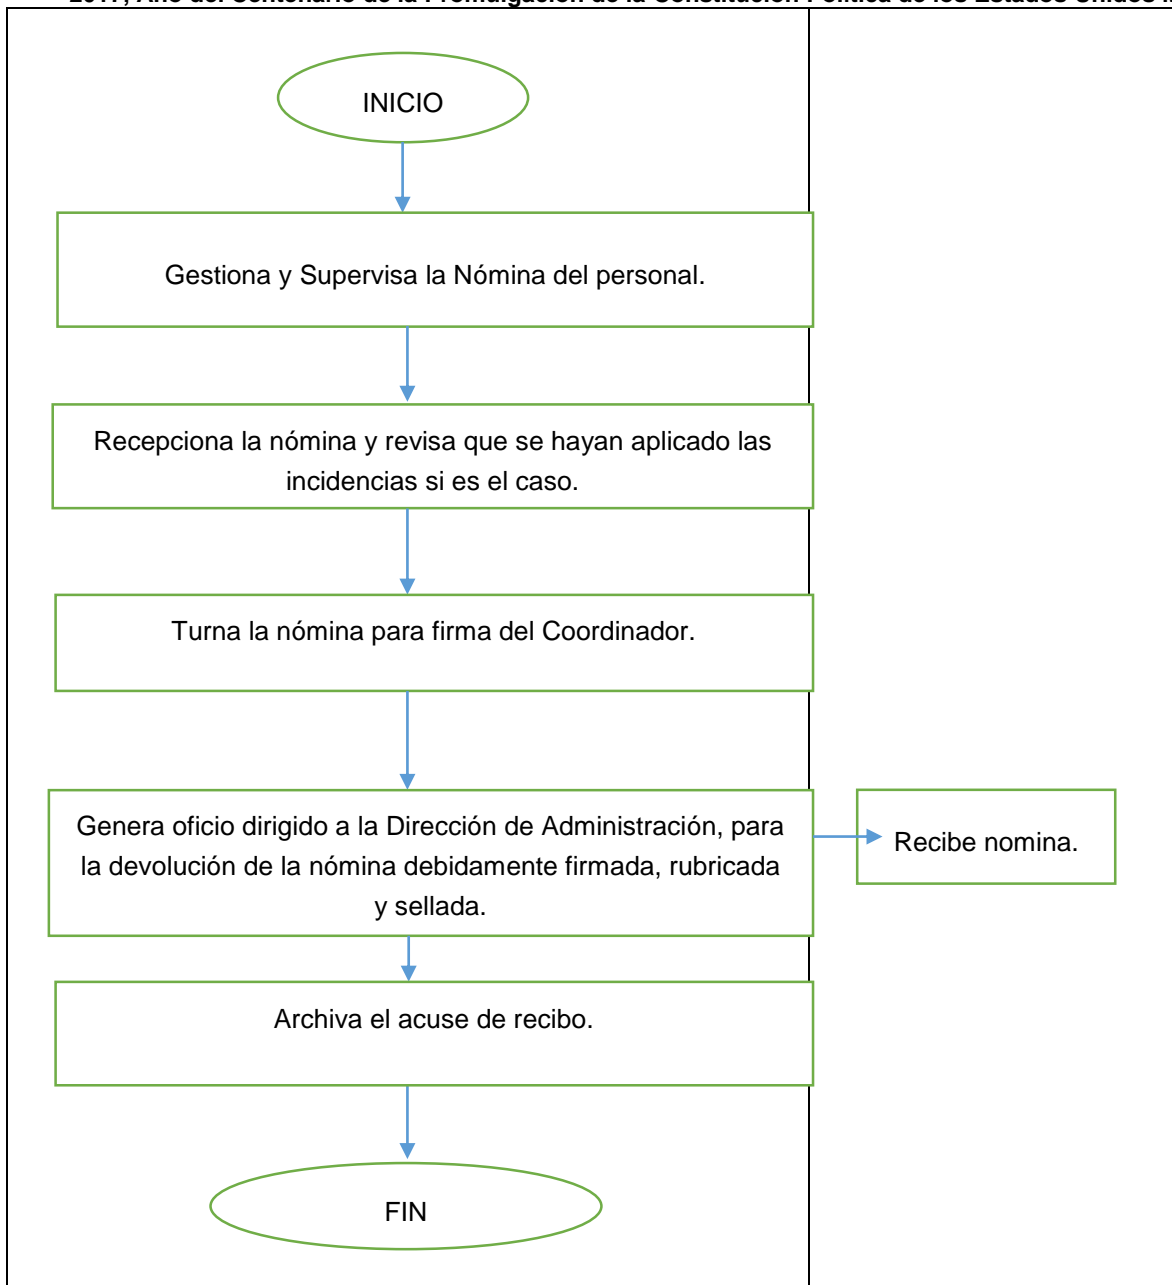 2017, Año del Centenario de la Promulgación de la Constitución Política de los Estados Unidos
INICIO
Gestiona y Supervisa la Nómina del personal.
Recepciona la nómina y revisa que se hayan aplicado las
incidencias si es el caso.
Turna la nómina para firma del Coordinador.
Genera oficio dirigido a la Dirección de Administración, para
la devolución de la nómina debidamente firmada, rubricada
y sellada.
Recibe nomina.
Archiva el acuse de recibo.
FIN